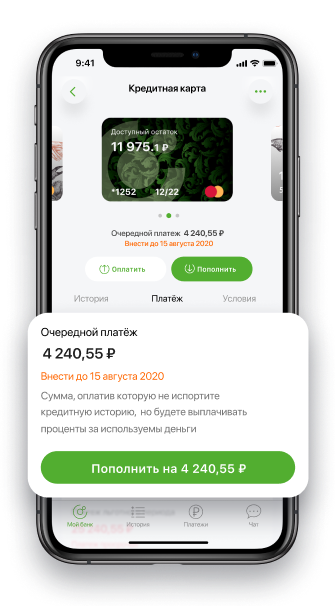 9:41
Кредитная карта
Доступный остаток
11 975.1 ₽
*1252 12/22
Очередной платеж 4 240,55 ₽
Внести до 15 августа 2020
Оплатить Пополнить
История Платёж Условия
Очередной платёж
4 240,55 ₽
Внести до 15 августа 2020
Сумма, оплатив которую не испортите
кредитную историю, но будете выплачивать
проценты за используемы деньги
Пополнить на 4 240,55 ₽
Мой банк История Платежи Чат